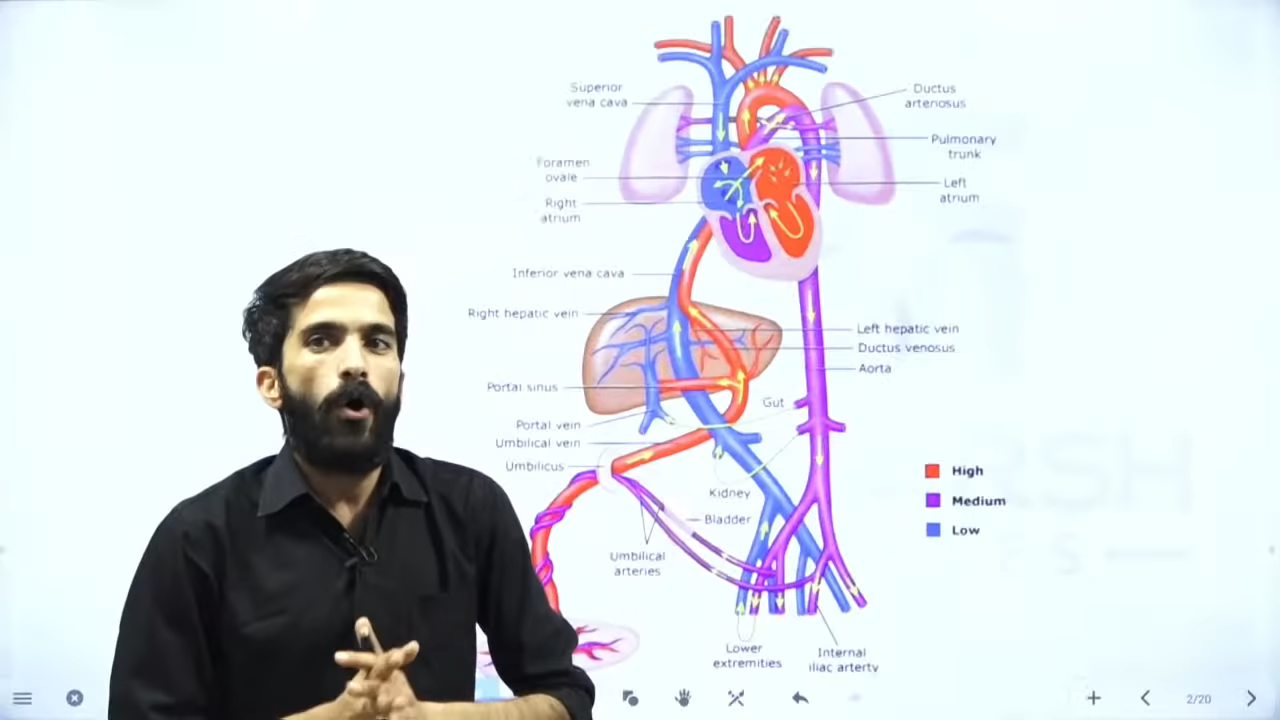 Superior
vena cava
Ductus
arteriosus
Pulmonary
trunk
Foramen
ovale
Left
atrium
Right
atrium
Inferior vena cava
Right hepatic vein
Left hepatic vein
Ductus venosus
Aorta
Portal sinus
Gut
Portal vein
Umbilical vein
Umbilicus
High
Kidney
Medium
Bladder
Low
Umbilical
arteries
Lower
extremities
Internal
iliac arterty
2/20